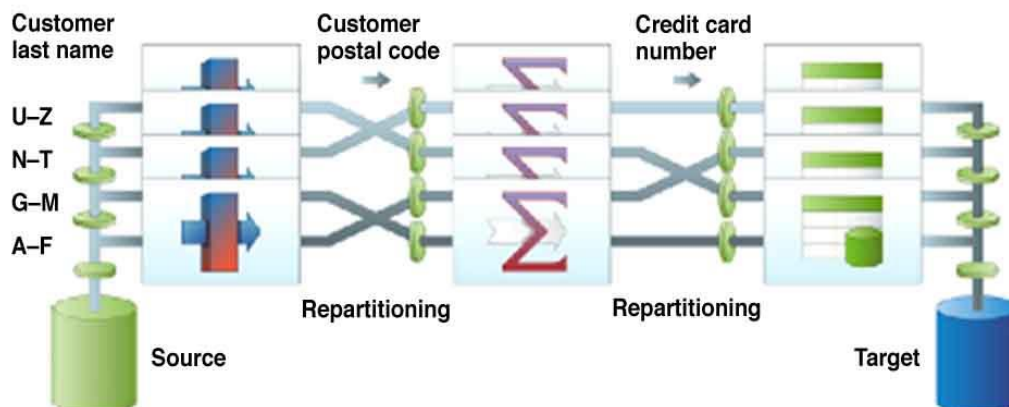 Customer
last name
Customer
postal code
Credit card
number
U–Z
N–T
G–M
A–F
Repartitioning
Repartitioning
Source
Target